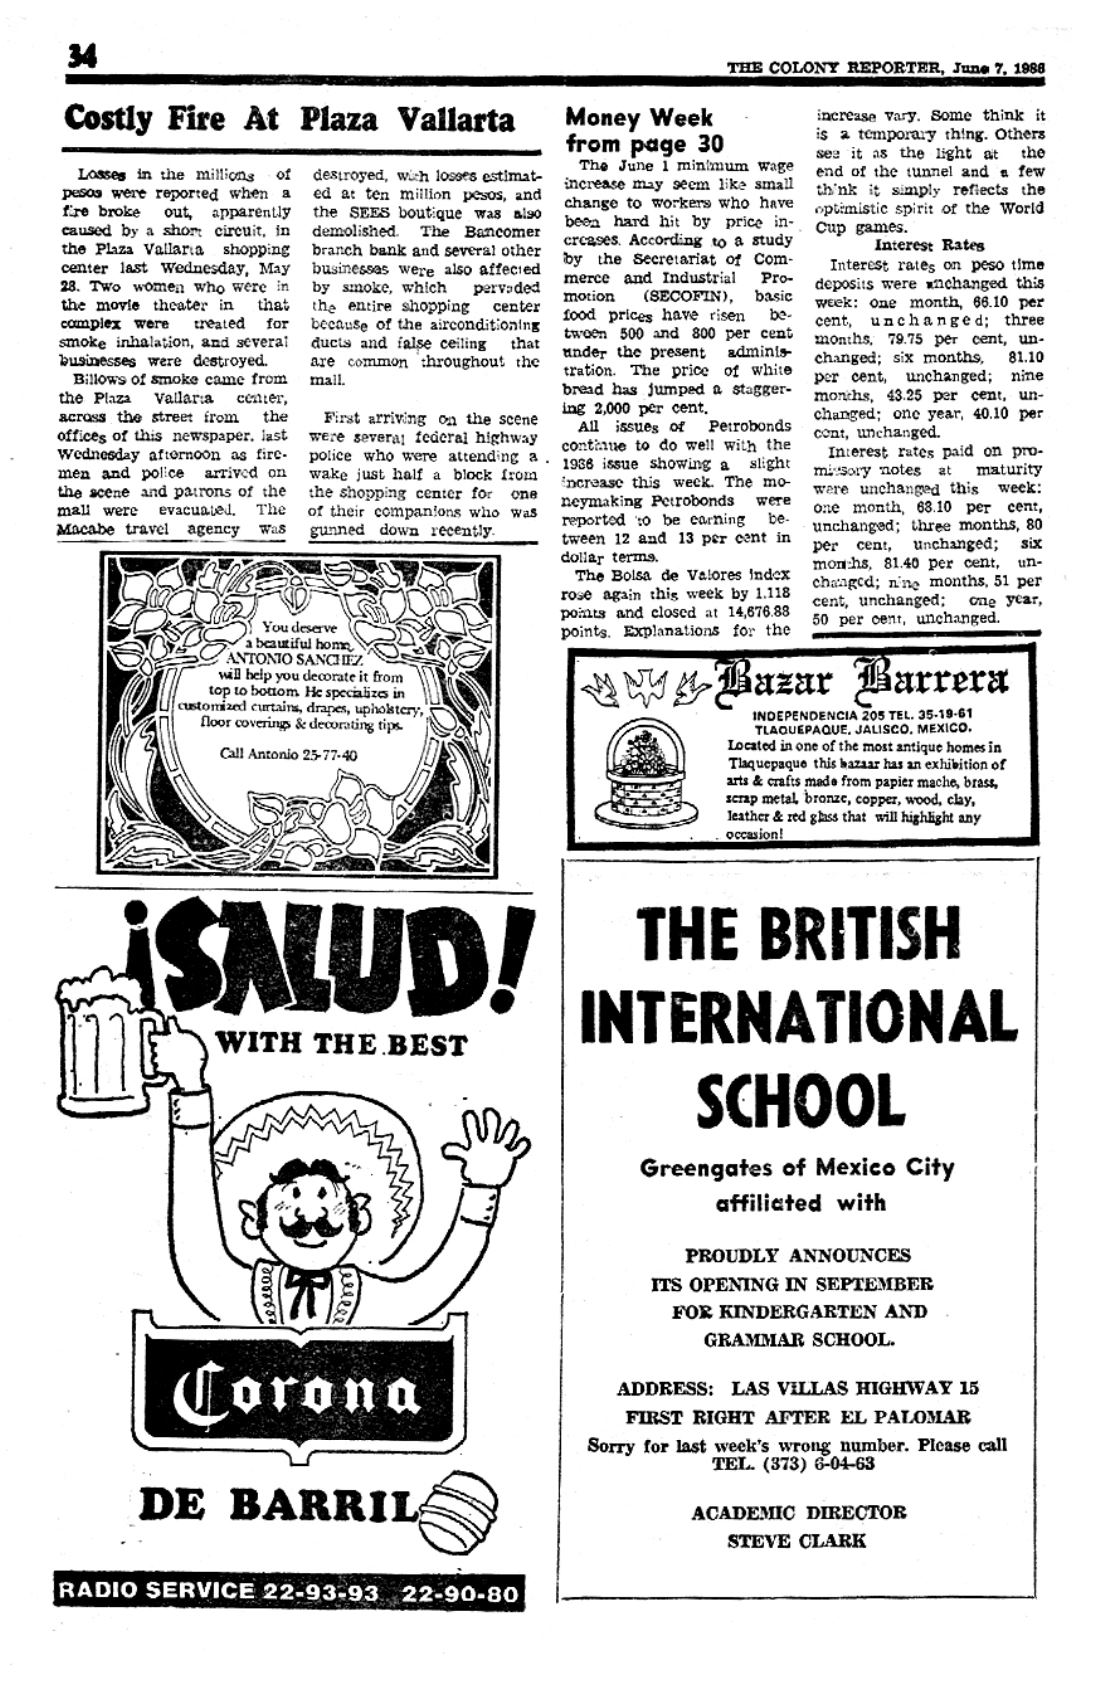 34
THE COLONY REPORTER, June 7, 1986
Costly Fire At Plaza Vallarta
Losses in the millions of
pesos were reported when a
fire broke out, apparently
caused by a short circuit, in
the Plaza Vallarta shopping
center last Wednesday, May
28. Two women who were in
the movie theater in that
complex were treated for
smoke inhalation, and several
businesses were destroyed.
Billows of smoke came from
the Plaza Vallarta center,
across the street from the
offices of this newspaper, last
Wednesday afternoon as fire-
men and police arrived on
the scene and patrons of the
mall were evacuated. The
Macabe travel agency was
destroyed, with losses estimat-
ed at ten million pesos, and
the SEES boutique was also
demolished. The Bancomer
branch bank and several other
businesses were also affected
by smoke, which pervaded
the entire shopping center
because of the airconditioning
ducts and false ceiling that
are common throughout the
mall.
First arriving on the scene
were several federal highway
police who were attending a
wake just half a block from
the shopping center for one
of their companions who was
gunned down recently.
Money Week
from page 30
The June 1 minimum wage
increase may seem like small
change to workers who have
been hard hit by price in-
creases. According to a study
by the Secretariat of Com-
merce and Industrial Pro-
motion (SECOFIN), basic
food prices have risen be-
tween 500 and 800 per cent
under the present adminis-
tration. The price of white
bread has jumped a stagger-
ing 2,000 per cent.
All issues of Petrobonds
continue to do well with the
1986 issue showing a slight
increase this week. The mo-
neymaking Petrobonds were
reported to be earning be-
tween 12 and 13 per cent in
dollar terms.
The Bolsa de Valores index
rose again this week by 1,118
points and closed at 14,676.88
points. Explanations for the
increase vary. Some think it
is a temporary thing. Others
see it as the light at the
end of the tunnel and a few
think it simply reflects the
optimistic spirit of the World
Cup games.
Interest Rates
Interest rates on peso time
deposits were unchanged this
week: one month, 66.10 per
cent, unchanged; three
months, 79.75 per cent, un-
changed; six months, 81.10
per cent, unchanged; nine
months, 43.25 per cent, un-
changed; one year, 40.10 per
cent, unchanged.
Interest rates paid on pro-
missory notes at maturity
were unchanged this week:
one month, 68.10 per cent,
unchanged; three months, 80
per cent, unchanged; six
months, 81.40 per cent, un-
changed; nine months, 51 per
cent, unchanged; one year,
50 per cent, unchanged.
You deserve
a beautiful home,
ANTONIO SANCHEZ
will help you decorate it from
top to bottom. He specializes in
customized curtains, drapes, upholstery,
floor coverings & decorating tips.
Call Antonio 25-77-40
Bazar Barrera
INDEPENDENCIA 205 TEL. 35-19-61
TLAQUEPAQUE, JALISCO, MEXICO.
Located in one of the most antique homes in
Tlaquepaque this bazaar has an exhibition of
arts & crafts made from papier mache, brass,
scrap metal, bronze, copper, wood, clay,
leather & red glass that will highlight any
occasion!
¡SALUD!
WITH THE BEST
Corona
DE BARRIL
RADIO SERVICE 22-93-93 22-90-80
THE BRITISH
INTERNATIONAL
SCHOOL
Greengates of Mexico City
affiliated with
PROUDLY ANNOUNCES
ITS OPENING IN SEPTEMBER
FOR KINDERGARTEN AND
GRAMMAR SCHOOL.
ADDRESS: LAS VILLAS HIGHWAY 15
FIRST RIGHT AFTER EL PALOMAR
Sorry for last week's wrong number. Please call
TEL. (373) 6-04-63
ACADEMIC DIRECTOR
STEVE CLARK